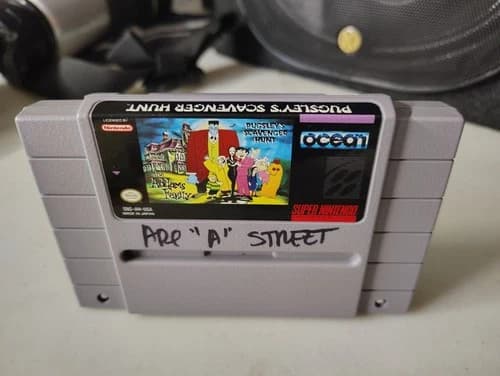 PUGSLEY'S SCAVENGER HUNT
LICENSED BY
Nintendo
PUGSLEY'S
SCAVENGER
HUNT
ocean
The
Addams
Family
SUPER NINTENDO
MADE IN JAPAN
ARP "A" STREET